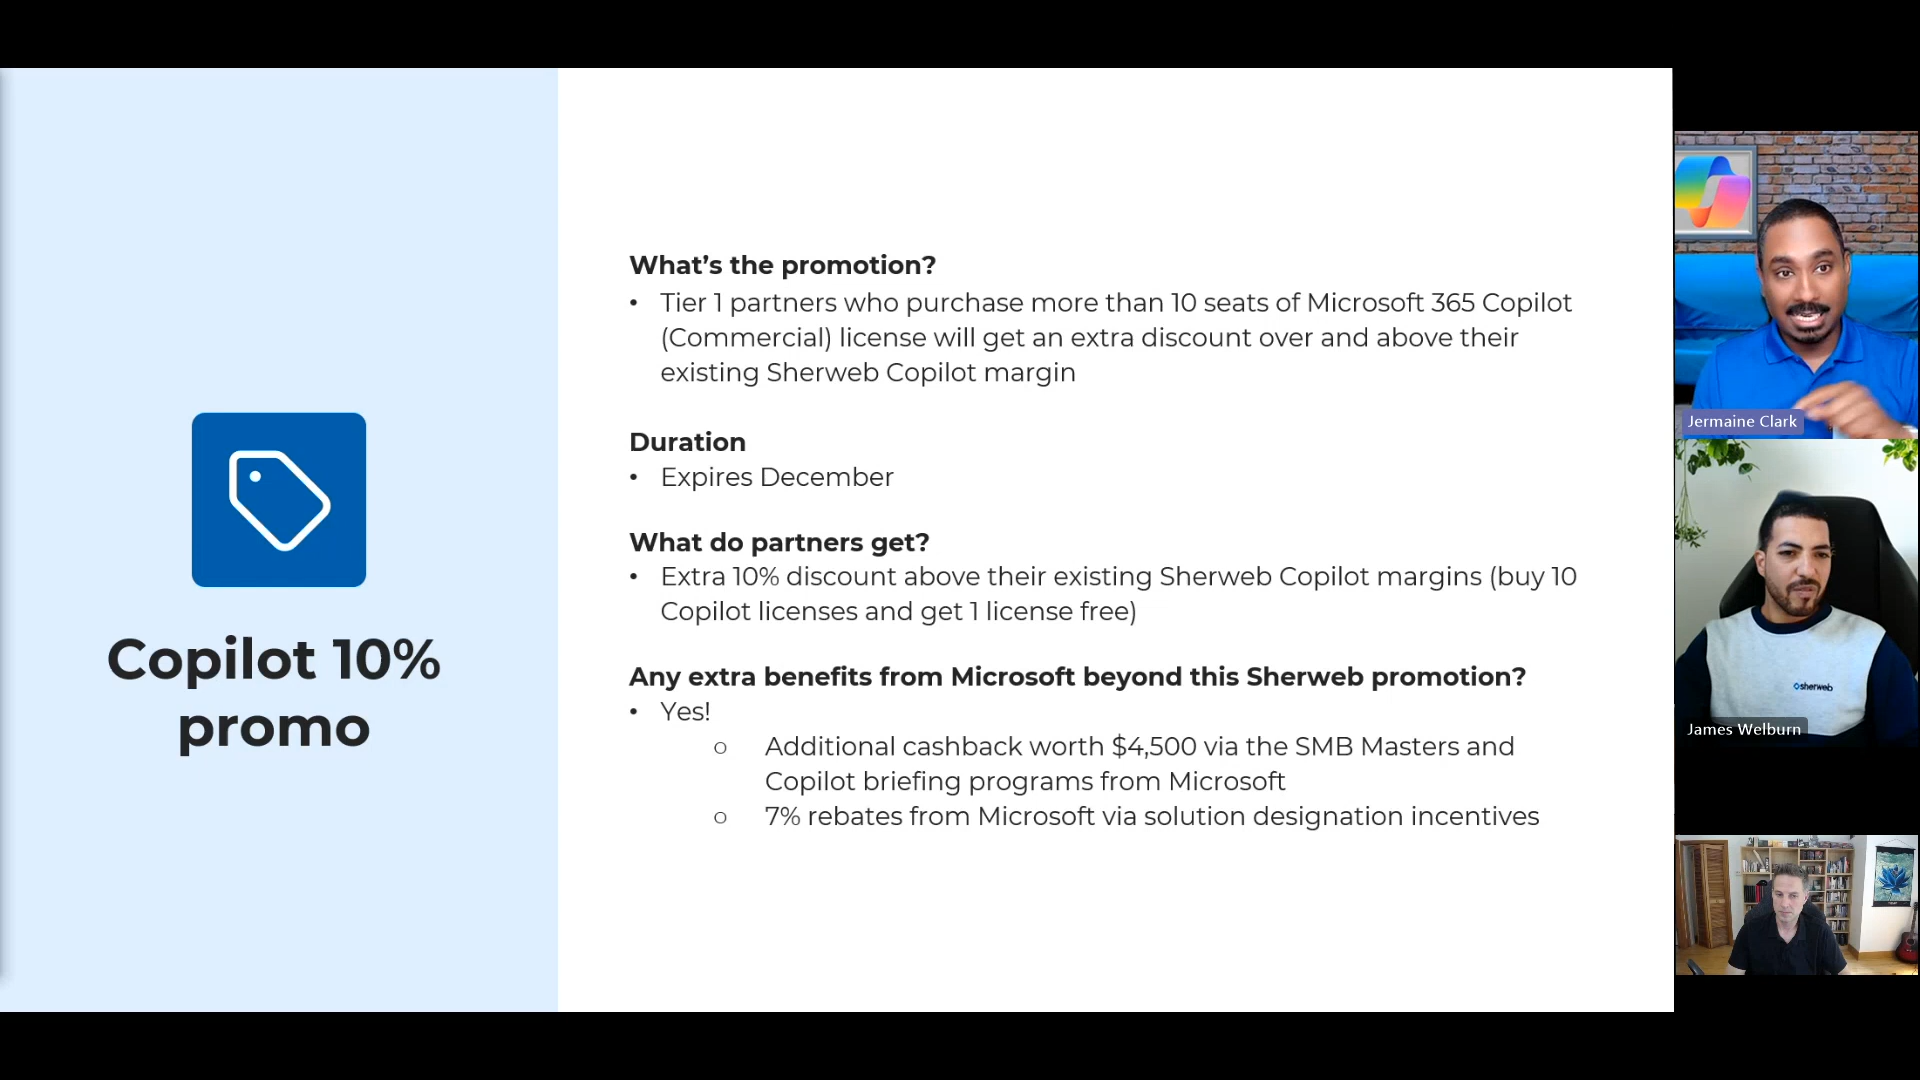 Copilot 10%
promo
What’s the promotion?
• Tier 1 partners who purchase more than 10 seats of Microsoft 365 Copilot
(Commercial) license will get an extra discount over and above their
existing Sherweb Copilot margin
Duration
• Expires December
What do partners get?
• Extra 10% discount above their existing Sherweb Copilot margins (buy 10
Copilot licenses and get 1 license free)
Any extra benefits from Microsoft beyond this Sherweb promotion?
• Yes!
o Additional cashback worth $4,500 via the SMB Masters and
Copilot briefing programs from Microsoft
o 7% rebates from Microsoft via solution designation incentives
Jermaine Clark
sherweb
James Welburn